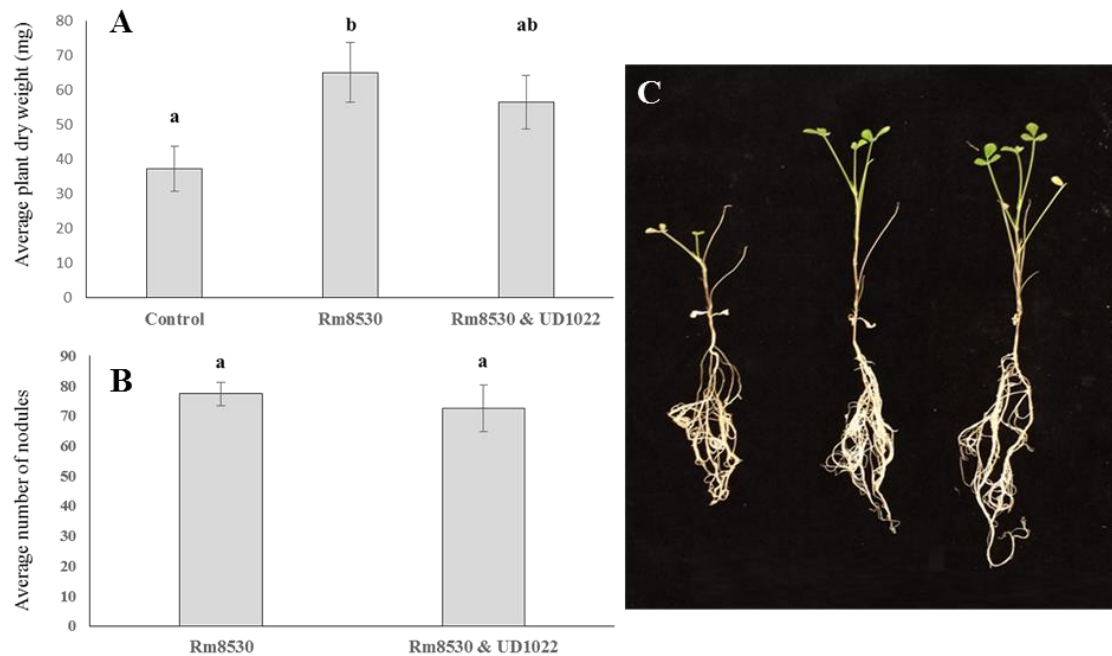 A
Average plant dry weight (mg)
80
70
60
50
40
30
20
10
0
a
b
ab
Control
Rm8530
Rm8530 & UD1022
B
Average number of nodules
90
80
70
60
50
40
30
20
10
0
a
a
Rm8530
Rm8530 & UD1022
C